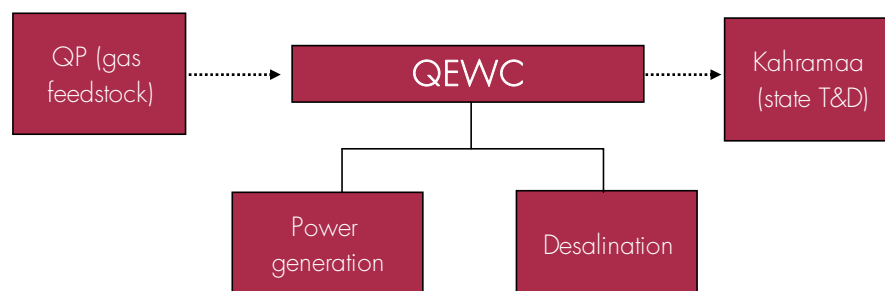 QP (gas
feedstock)
QEWC
Kahramaa
(state T&D)
Power
generation
Desalination